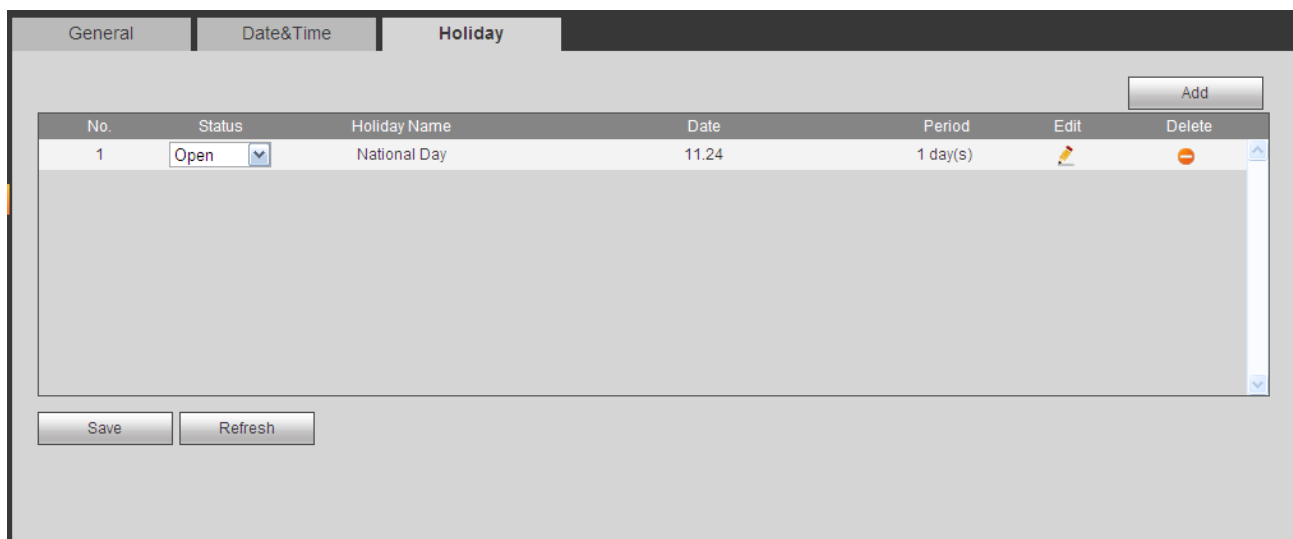 General Date&Time Holiday
Add
No. Status Holiday Name Date Period Edit Delete
1 Open National Day 11.24 1 day(s)
Save Refresh